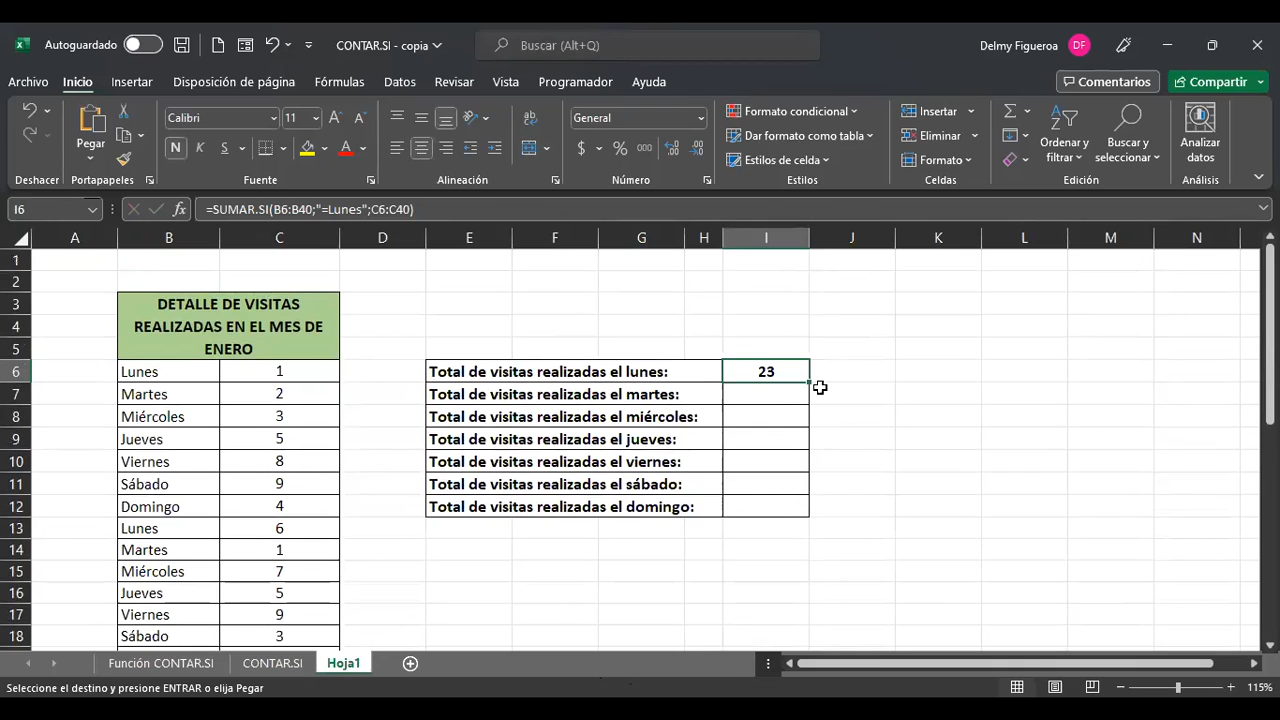 Autoguardado
CONTAR.SI - copia
Buscar (Alt+Q)
Delmy Figueroa
DF
Archivo
Inicio
Insertar
Disposición de página
Fórmulas
Datos
Revisar
Vista
Programador
Ayuda
Comentarios
Compartir
Pegar
Calibri
11
N K S
General
$ % 000
Formato condicional
Dar formato como tabla
Estilos de celda
Insertar
Eliminar
Formato
Ordenar y
filtrar
Buscar y
seleccionar
Analizar
datos
Deshacer
Portapapeles
Fuente
Alineación
Número
Estilos
Celdas
Edición
Análisis
I6
fx
=SUMAR.SI(B6:B40;"=Lunes";C6:C40)
A B C D E F G H I J K L M N
1
2
3
4
5
DETALLE DE VISITAS
REALIZADAS EN EL MES DE
ENERO
6 Lunes 1 Total de visitas realizadas el lunes: 23
7 Martes 2 Total de visitas realizadas el martes:
8 Miércoles 3 Total de visitas realizadas el miércoles:
9 Jueves 5 Total de visitas realizadas el jueves:
10 Viernes 8 Total de visitas realizadas el viernes:
11 Sábado 9 Total de visitas realizadas el sábado:
12 Domingo 4 Total de visitas realizadas el domingo:
13 Lunes 6
14 Martes 1
15 Miércoles 7
16 Jueves 5
17 Viernes 9
18 Sábado 3
Función CONTAR.SI
CONTAR.SI
Hoja1
Seleccione el destino y presione ENTRAR o elija Pegar
115%